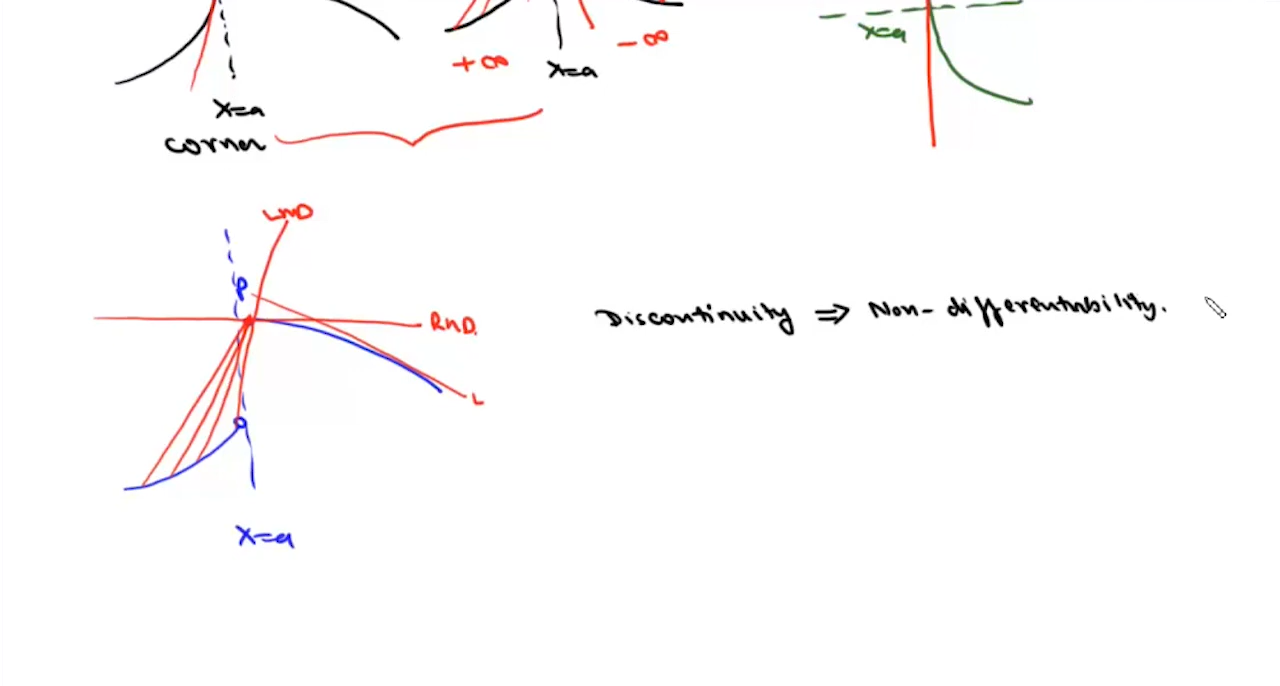 +∞
x=a
-∞
x=a
x=a
corner
LHD
P
RHD.
Discontinuity ⇒ Non-differentiability.
L
x=a